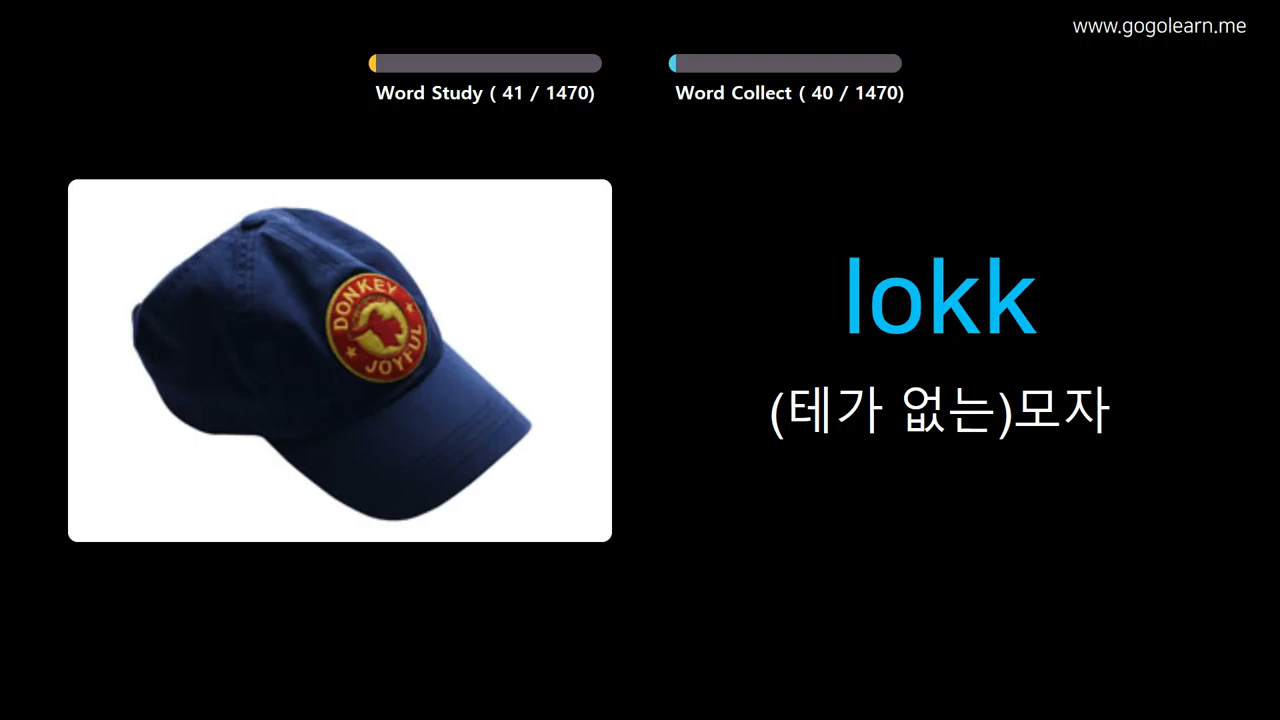 www.gogolearn.me
Word Study ( 41 / 1470)
Word Collect ( 40 / 1470)
DONKEY
JOYFUL
lokk
(테가 없는)모자